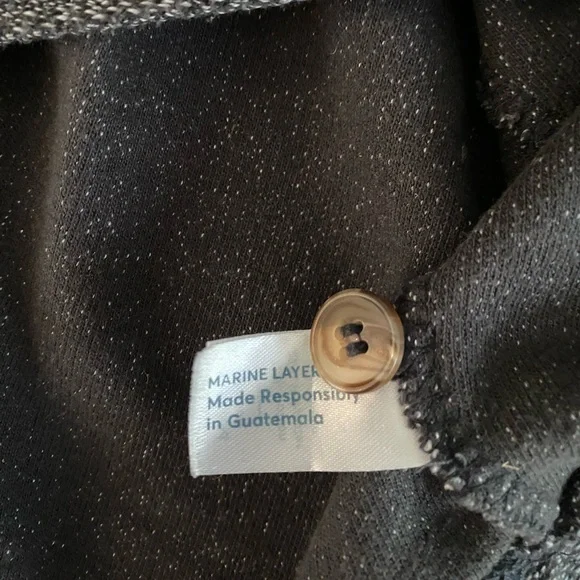 MARINE LAYER
Made Responsibly
in Guatemala